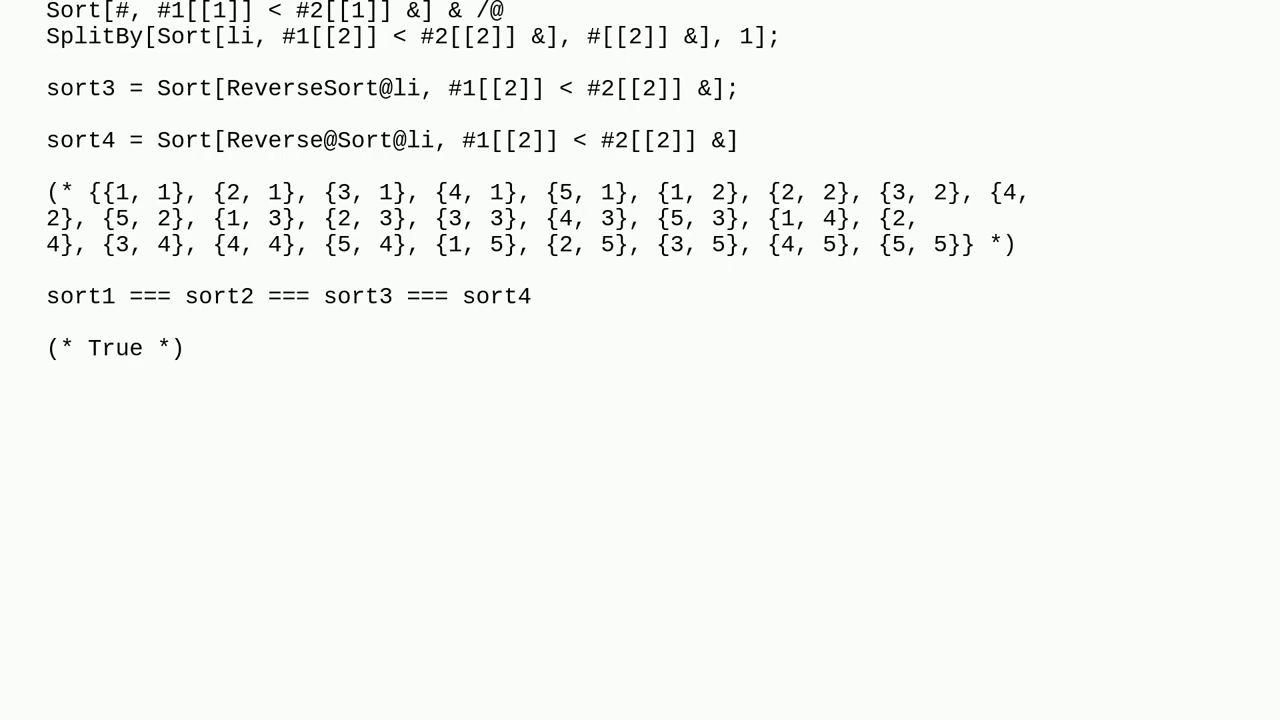 Sort[#, #1[[1]] < #2[[1]] &] & /@
SplitBy[Sort[li, #1[[2]] < #2[[2]] &], #[[2]] &], 1];
sort3 = Sort[ReverseSort@li, #1[[2]] < #2[[2]] &];
sort4 = Sort[Reverse@Sort@li, #1[[2]] < #2[[2]] &]
(* {{1, 1}, {2, 1}, {3, 1}, {4, 1}, {5, 1}, {1, 2}, {2, 2}, {3, 2}, {4,
2}, {5, 2}, {1, 3}, {2, 3}, {3, 3}, {4, 3}, {5, 3}, {1, 4}, {2,
4}, {3, 4}, {4, 4}, {5, 4}, {1, 5}, {2, 5}, {3, 5}, {4, 5}, {5, 5}} *)
sort1 === sort2 === sort3 === sort4
(* True *)